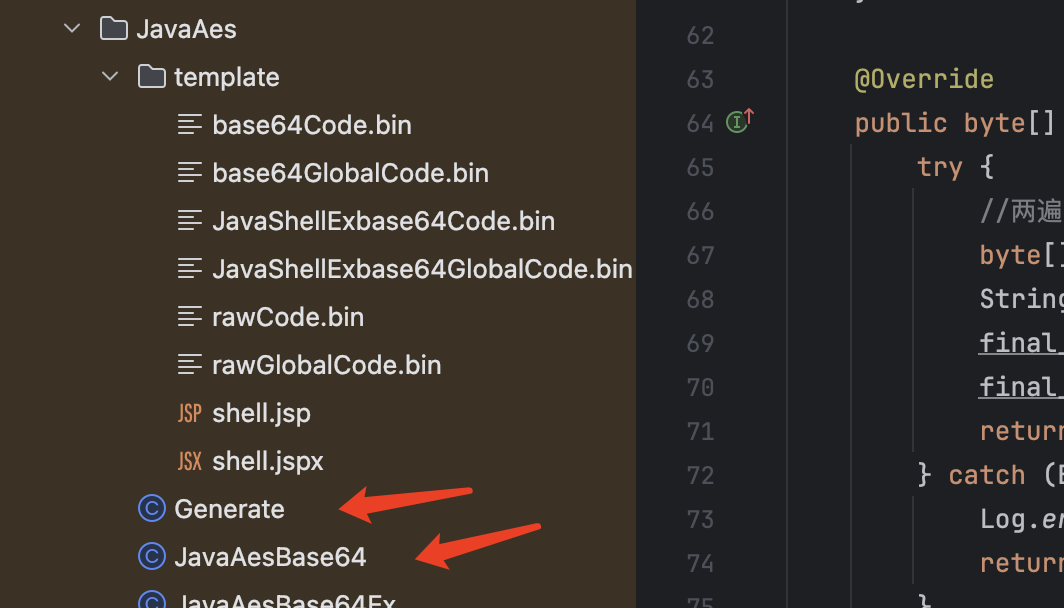 JavaAes
template
base64Code.bin
base64GlobalCode.bin
JavaShellExbase64Code.bin
JavaShellExbase64GlobalCode.bin
rawCode.bin
rawGlobalCode.bin
JSP shell.jsp
JSX shell.jspx
C Generate
C JavaAesBase64
C JavaAesBase64Ex
62
63 @Override
64 I public byte[]
65 try {
66 //两遍
67 byte[]
68 String
69 final_
70 final_
71 return
72 } catch (E
73 Log.er
74 return
75 }